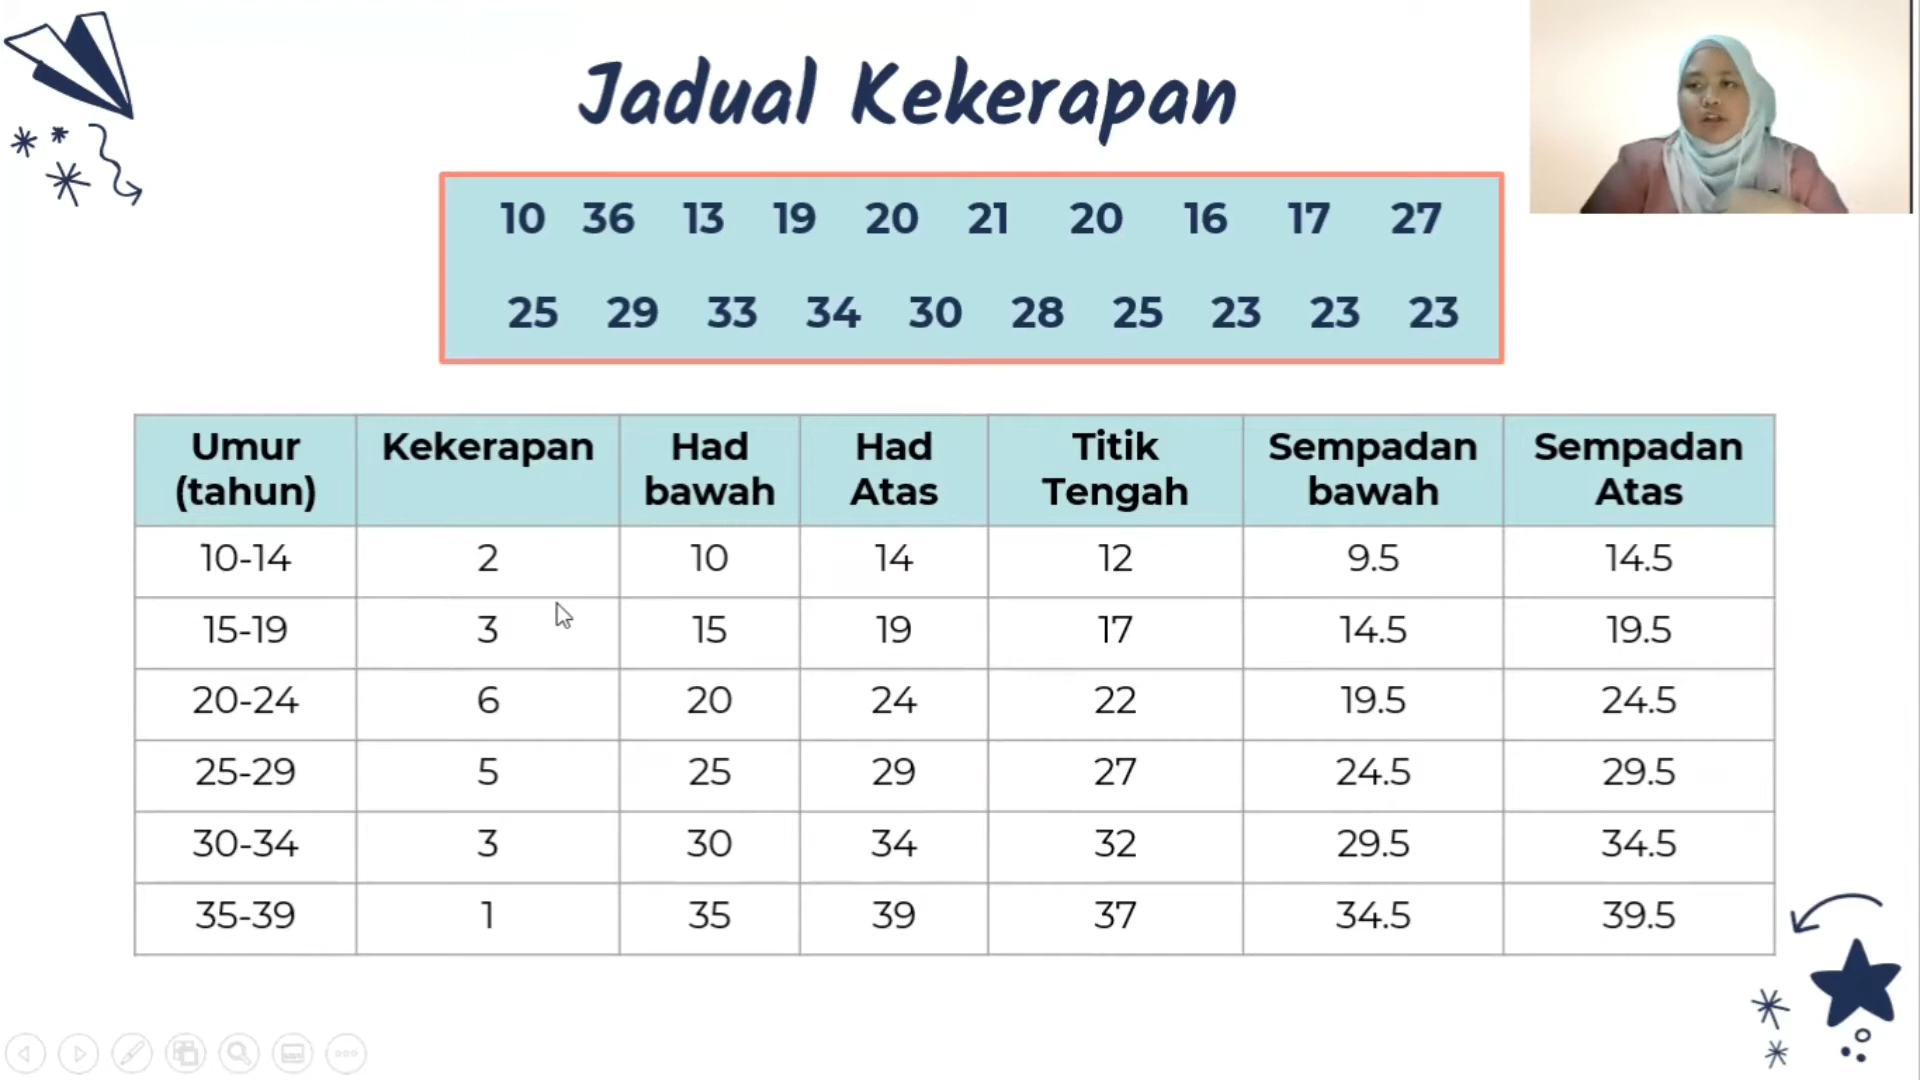 Jadual Kekerapan
10 36 13 19 20 21 20 16 17 27
25 29 33 34 30 28 25 23 23 23
Umur (tahun) Kekerapan Had bawah Had Atas Titik Tengah Sempadan bawah Sempadan Atas
10-14 2 10 14 12 9.5 14.5
15-19 3 15 19 17 14.5 19.5
20-24 6 20 24 22 19.5 24.5
25-29 5 25 29 27 24.5 29.5
30-34 3 30 34 32 29.5 34.5
35-39 1 35 39 37 34.5 39.5